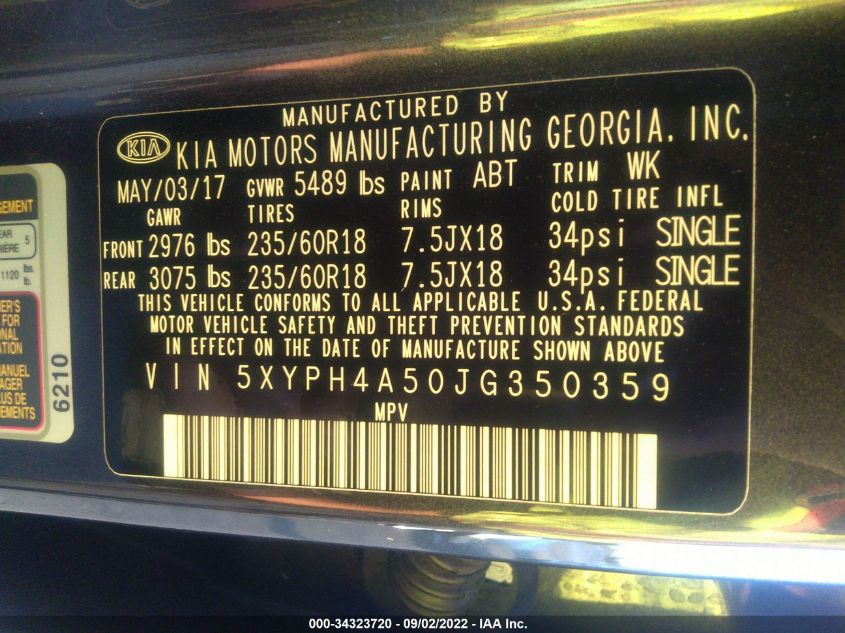 MANUFACTURED BY
KIA KIA MOTORS MANUFACTURING GEORGIA, INC.
MAY/03/17 GVWR 5489 lbs PAINT ABT TRIM WK
GAWR TIRES RIMS COLD TIRE INFL
FRONT 2976 lbs 235/60R18 7.5JX18 34psi SINGLE
REAR 3075 lbs 235/60R18 7.5JX18 34psi SINGLE
THIS VEHICLE CONFORMS TO ALL APPLICABLE U.S.A. FEDERAL
MOTOR VEHICLE SAFETY AND THEFT PREVENTION STANDARDS
IN EFFECT ON THE DATE OF MANUFACTURE SHOWN ABOVE
VIN 5XYPH4A50JG350359
MPV
5
1120 lbs.
FOR
6210
000-34323720 - 09/02/2022 - IAA Inc.